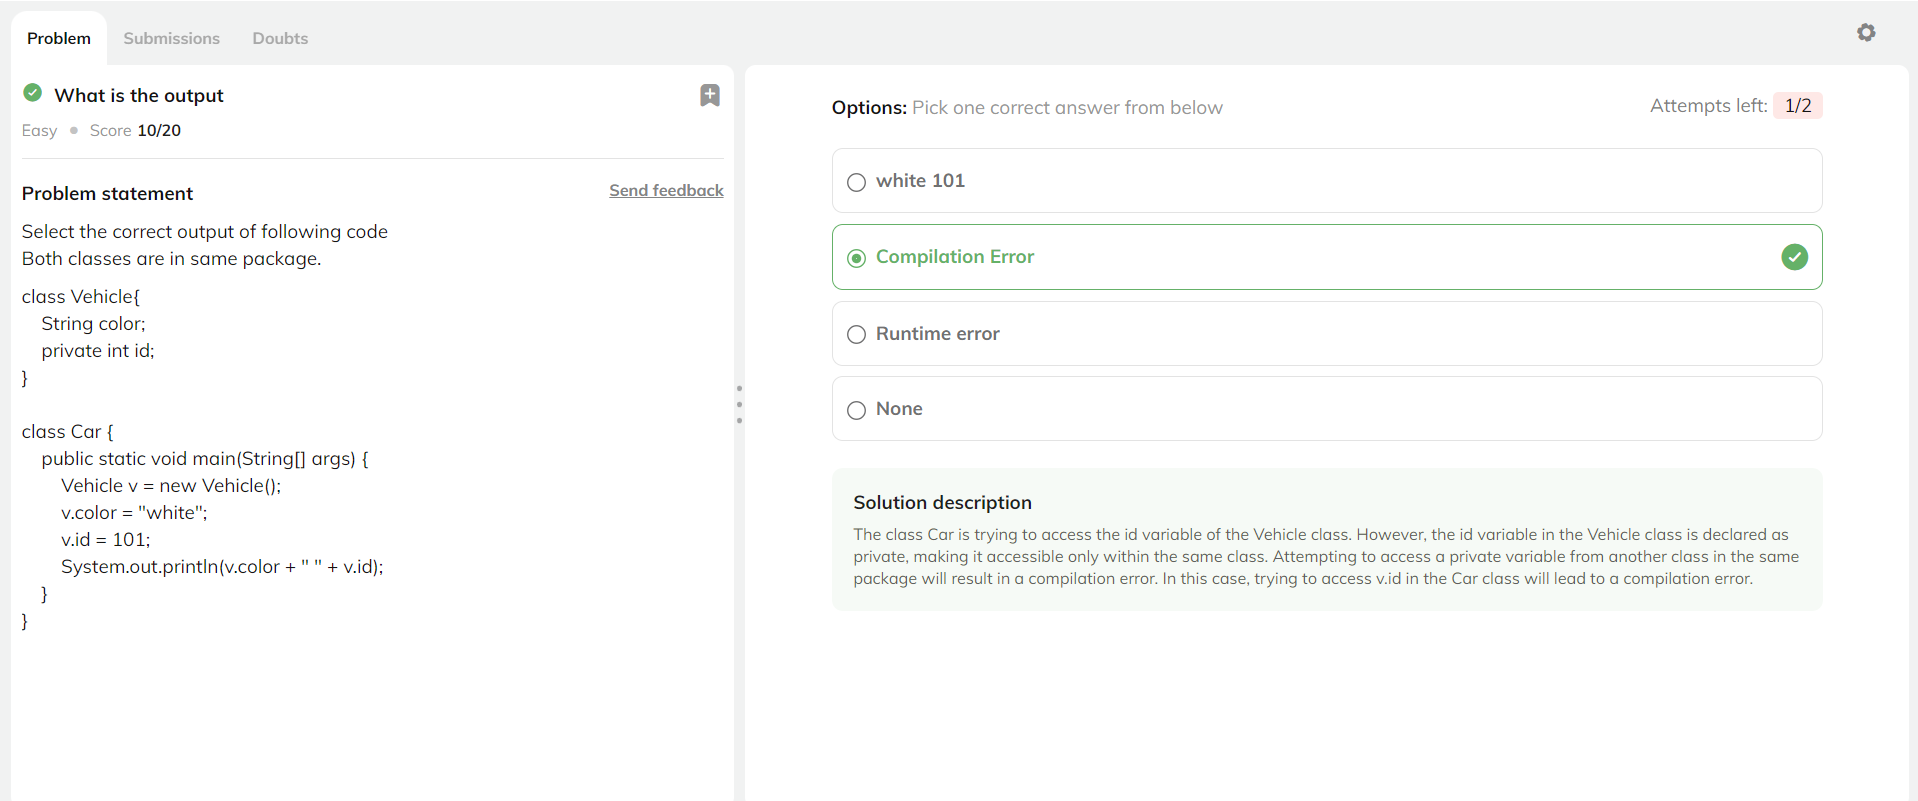 Problem
Submissions
Doubts
What is the output
Easy • Score 10/20
Problem statement
Send feedback
Select the correct output of following code
Both classes are in same package.
class Vehicle{
    String color;
    private int id;
}
class Car {
    public static void main(String[] args) {
        Vehicle v = new Vehicle();
        v.color = "white";
        v.id = 101;
        System.out.println(v.color + " " + v.id);
    }
}
Options: Pick one correct answer from below
Attempts left: 1/2
white 101
Compilation Error
Runtime error
None
Solution description
The class Car is trying to access the id variable of the Vehicle class. However, the id variable in the Vehicle class is declared as
private, making it accessible only within the same class. Attempting to access a private variable from another class in the same
package will result in a compilation error. In this case, trying to access v.id in the Car class will lead to a compilation error.